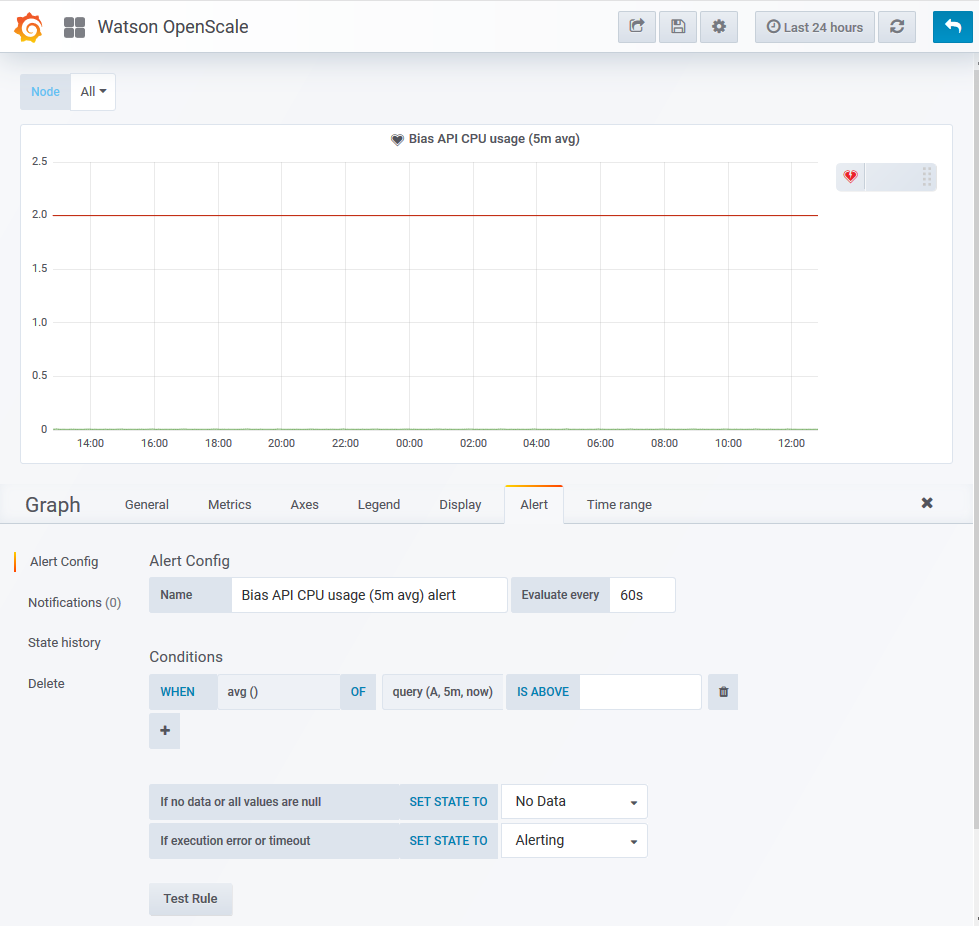 Watson OpenScale
Last 24 hours
Node All
Bias API CPU usage (5m avg)
2.5
2.0
1.5
1.0
0.5
0
14:00 16:00 18:00 20:00 22:00 00:00 02:00 04:00 06:00 08:00 10:00 12:00
Graph General Metrics Axes Legend Display Alert Time range
Alert Config
Notifications (0)
State history
Delete
Alert Config
Name Bias API CPU usage (5m avg) alert Evaluate every 60s
Conditions
WHEN avg () OF query (A, 5m, now) IS ABOVE
If no data or all values are null SET STATE TO No Data
If execution error or timeout SET STATE TO Alerting
Test Rule